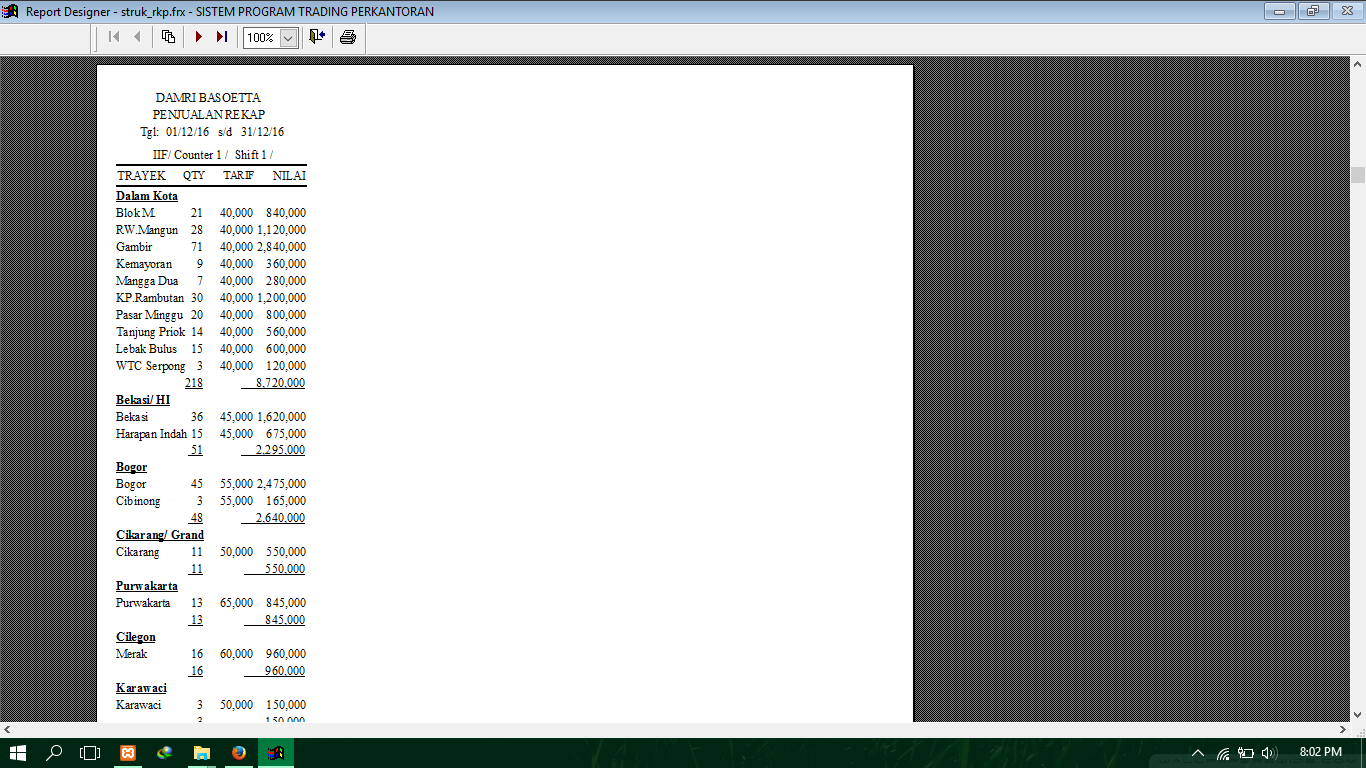 Report Designer - struk_rkp.frx - SISTEM PROGRAM TRADING PERKANTORAN
100%
DAMRI BASOETTA
PENJUALAN REKAP
Tgl: 01/12/16 s/d 31/12/16
IIF/ Counter 1 / Shift 1 /
TRAYEK QTY TARIF NILAI
Dalam Kota
Blok M. 21 40,000 840,000
RW.Mangun 28 40,000 1,120,000
Gambir 71 40,000 2,840,000
Kemayoran 9 40,000 360,000
Mangga Dua 7 40,000 280,000
KP.Rambutan 30 40,000 1,200,000
Pasar Minggu 20 40,000 800,000
Tanjung Priok 14 40,000 560,000
Lebak Bulus 15 40,000 600,000
WTC Serpong 3 40,000 120,000
218 8,720,000
Bekasi/ HI
Bekasi 36 45,000 1,620,000
Harapan Indah 15 45,000 675,000
51 2,295,000
Bogor
Bogor 45 55,000 2,475,000
Cibinong 3 55,000 165,000
48 2,640,000
Cikarang/ Grand
Cikarang 11 50,000 550,000
11 550,000
Purwakarta
Purwakarta 13 65,000 845,000
13 845,000
Cilegon
Merak 16 60,000 960,000
16 960,000
Karawaci
Karawaci 3 50,000 150,000
3 150,000
8:02 PM